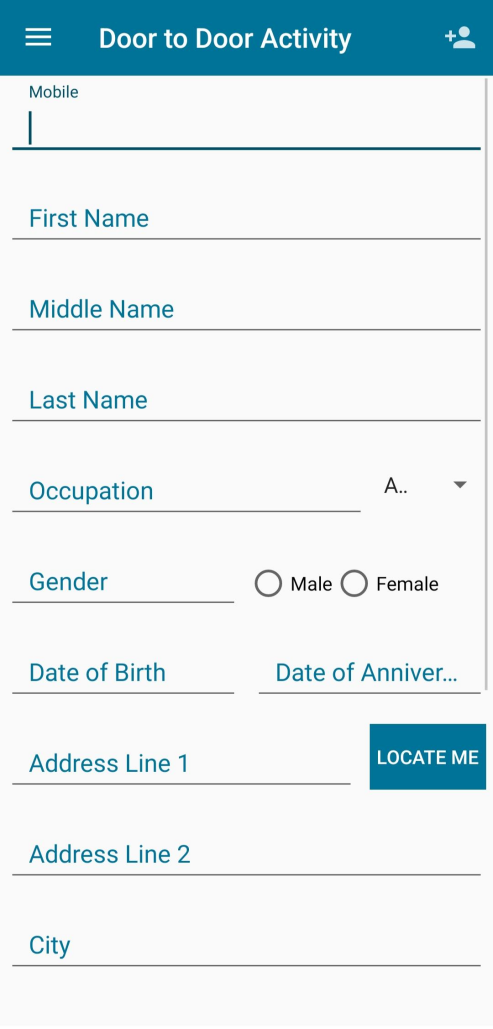 Door to Door Activity
Mobile
First Name
Middle Name
Last Name
Occupation A..
Gender Male Female
Date of Birth Date of Anniver...
Address Line 1 LOCATE ME
Address Line 2
City